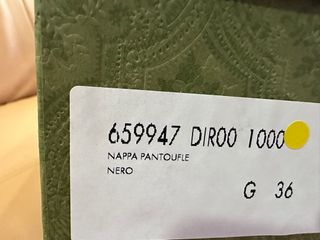 659947 DIR00 1000
NAPPA PANTOUFLE
NERO
G 36